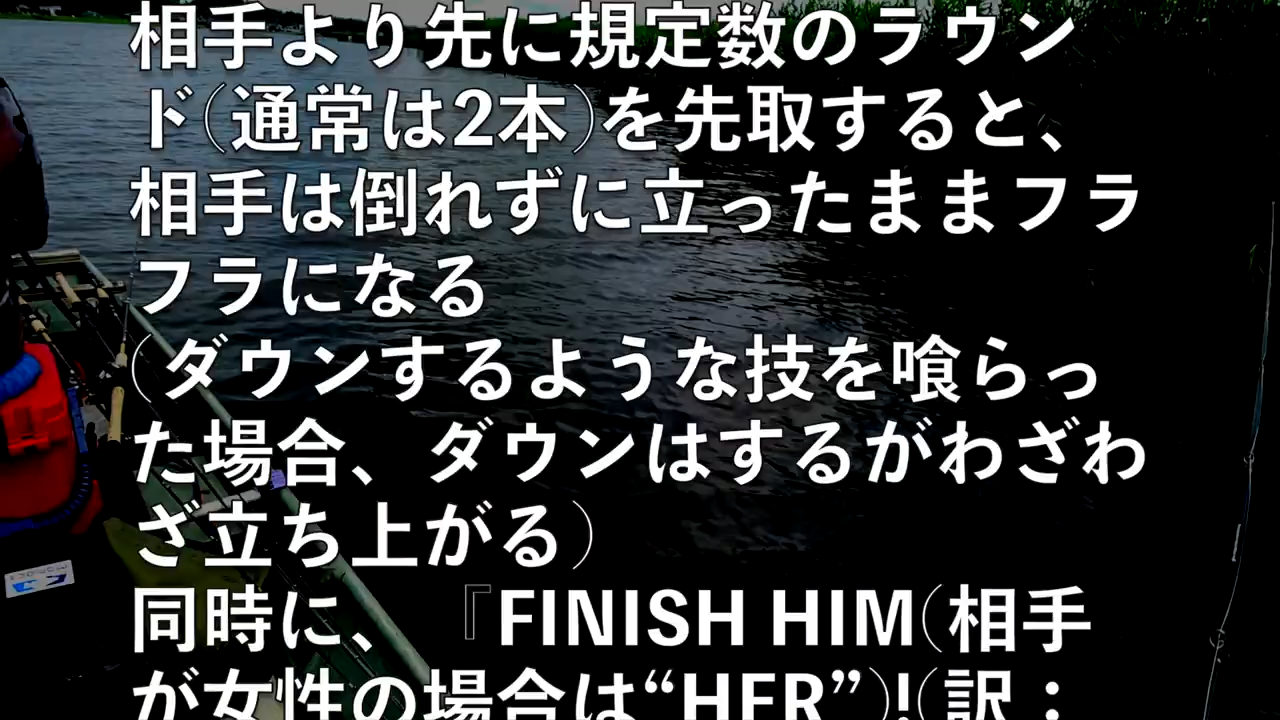 相手より先に規定数のラウン
ド(通常は2本)を先取すると、
相手は倒れずに立ったままフラ
フラになる
(ダウンするような技を喰らっ
た場合、ダウンはするがわざわ
ざ立ち上がる)
同時に、『FINISH HIM(相手
が女性の場合は“HER”)!(訳：